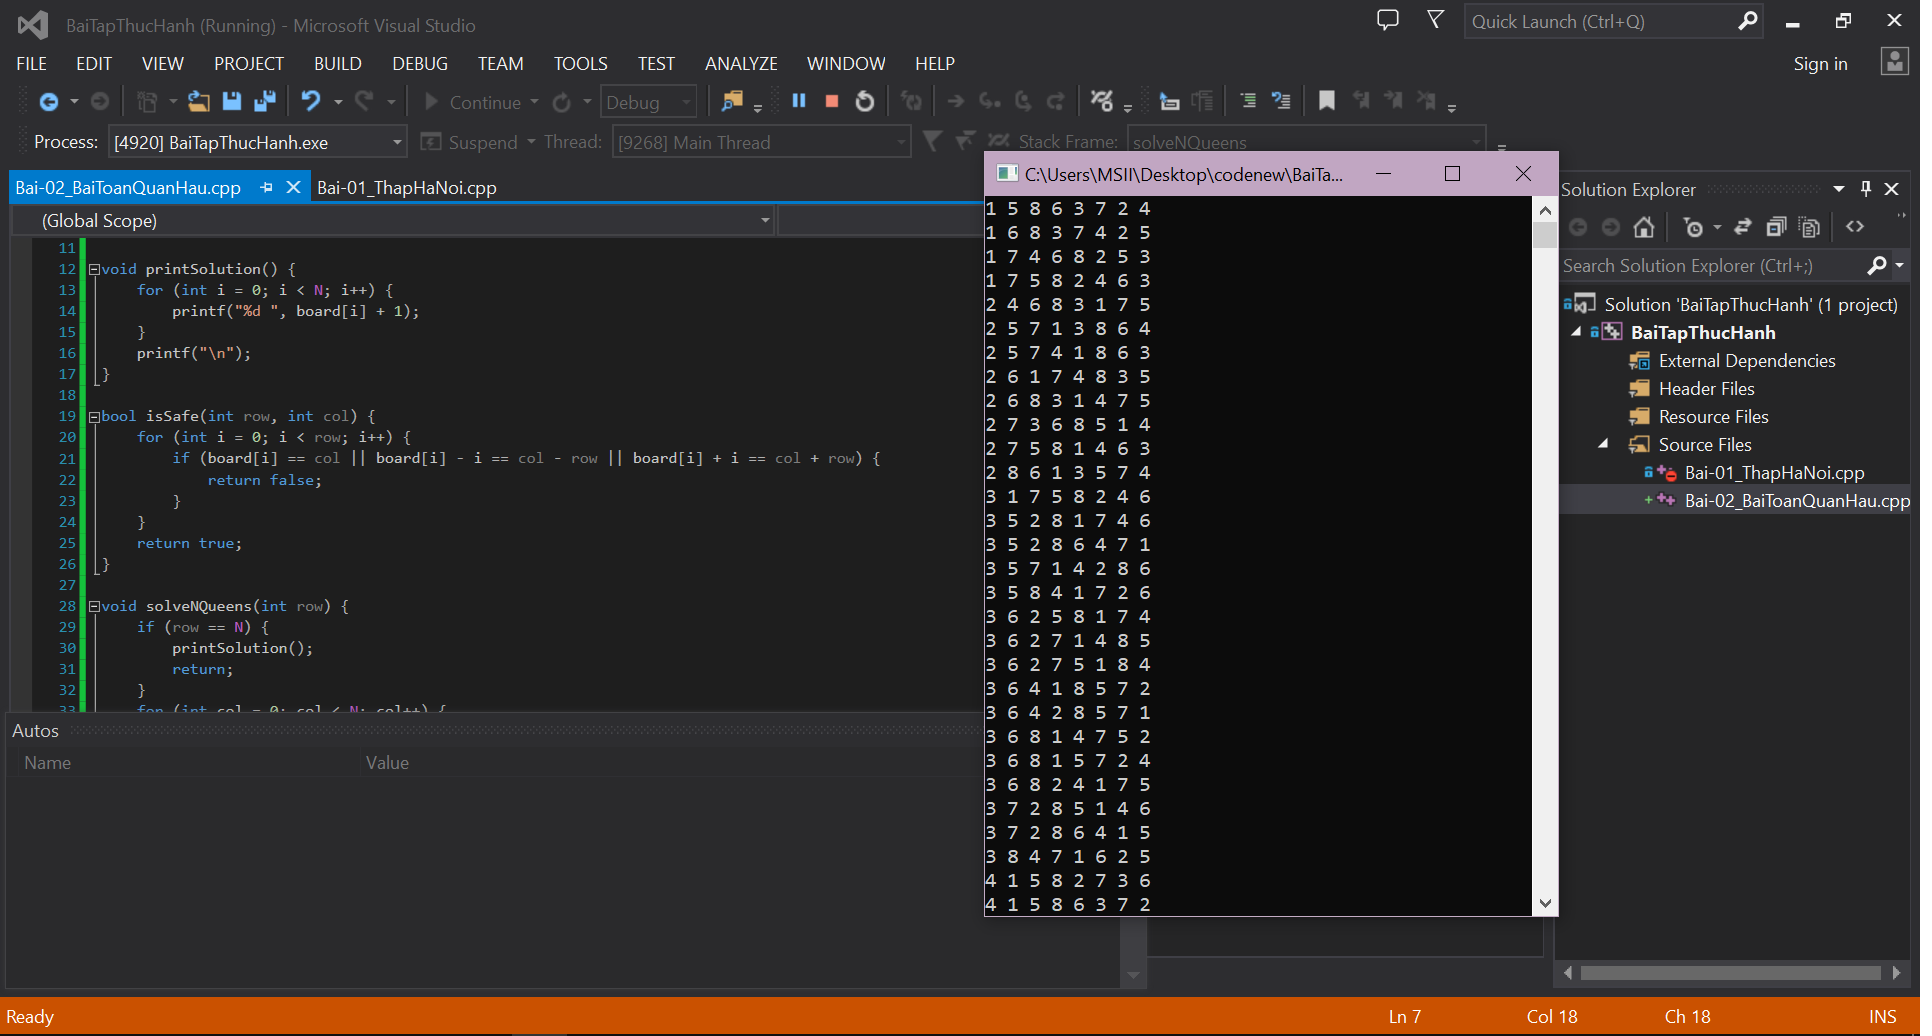 BaiTapThucHanh (Running) - Microsoft Visual Studio
Quick Launch (Ctrl+Q)
FILE EDIT VIEW PROJECT BUILD DEBUG TEAM TOOLS TEST ANALYZE WINDOW HELP
Sign in
Continue Debug
Process: [4920] BaiTapThucHanh.exe Suspend Thread: [9268] Main Thread Stack Frame: solveNQueens
Bai-02_BaiToanQuanHau.cpp Bai-01_ThapHaNoi.cpp
(Global Scope)
11
12 void printSolution() {
13 for (int i = 0; i < N; i++) {
14 printf("%d ", board[i] + 1);
15 }
16 printf("\n");
17 }
18
19 bool isSafe(int row, int col) {
20 for (int i = 0; i < row; i++) {
21 if (board[i] == col || board[i] - i == col - row || board[i] + i == col + row) {
22 return false;
23 }
24 }
25 return true;
26 }
27
28 void solveNQueens(int row) {
29 if (row == N) {
30 printSolution();
31 return;
32 }
33 for (int col = 0; col < N; col++) {
Autos
Name Value
C:\Users\MSII\Desktop\codenew\BaiTa...
1 5 8 6 3 7 2 4
1 6 8 3 7 4 2 5
1 7 4 6 8 2 5 3
1 7 5 8 2 4 6 3
2 4 6 8 3 1 7 5
2 5 7 1 3 8 6 4
2 5 7 4 1 8 6 3
2 6 1 7 4 8 3 5
2 6 8 3 1 4 7 5
2 7 3 6 8 5 1 4
2 7 5 8 1 4 6 3
2 8 6 1 3 5 7 4
3 1 7 5 8 2 4 6
3 5 2 8 1 7 4 6
3 5 2 8 6 4 7 1
3 5 7 1 4 2 8 6
3 5 8 4 1 7 2 6
3 6 2 5 8 1 7 4
3 6 2 7 1 4 8 5
3 6 2 7 5 1 8 4
3 6 4 1 8 5 7 2
3 6 4 2 8 5 7 1
3 6 8 1 4 7 5 2
3 6 8 1 5 7 2 4
3 6 8 2 4 1 7 5
3 7 2 8 5 1 4 6
3 7 2 8 6 4 1 5
3 8 4 7 1 6 2 5
4 1 5 8 2 7 3 6
4 1 5 8 6 3 7 2
Solution Explorer
Search Solution Explorer (Ctrl+;)
Solution 'BaiTapThucHanh' (1 project)
BaiTapThucHanh
External Dependencies
Header Files
Resource Files
Source Files
Bai-01_ThapHaNoi.cpp
Bai-02_BaiToanQuanHau.cpp
Ready Ln 7 Col 18 Ch 18 INS